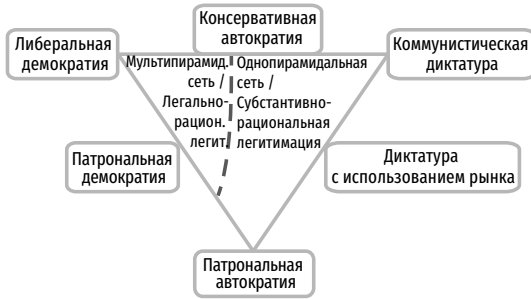 Консервативная
автократия
Либеральная
демократия
Коммунистическая
диктатура
Мультипирамид.
сеть /
Легально-
рацион.
легит.
Однопирамидальная
сеть /
Субстантивно-
рациональная
легитимация
Патрональная
демократия
Диктатура
с использованием рынка
Патрональная
автократия